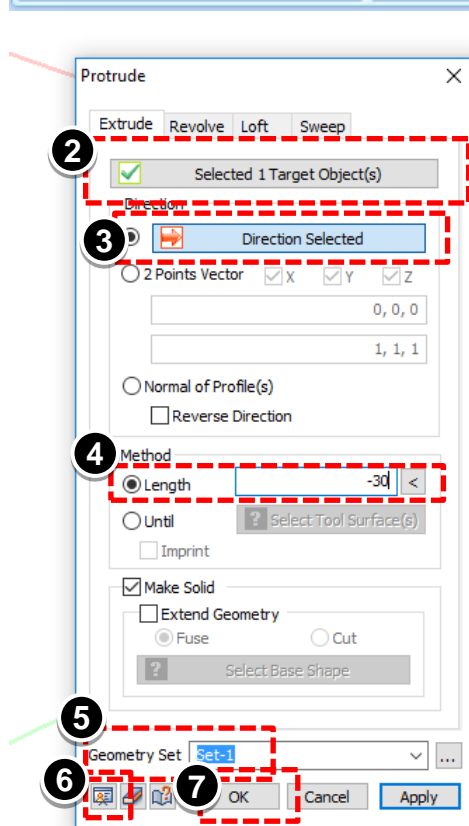 Protrude
Extrude Revolve Loft Sweep
2
Selected 1 Target Object(s)
Direction
3 Direction Selected
2 Points Vector X Y Z
0, 0, 0
1, 1, 1
Normal of Profile(s)
Reverse Direction
4 Method
Length -30 <
Until ? Select Tool Surface(s)
Imprint
Make Solid
Extend Geometry
Fuse Cut
? Select Base Shape
5
Geometry Set Set-1 ...
6 7 OK Cancel Apply